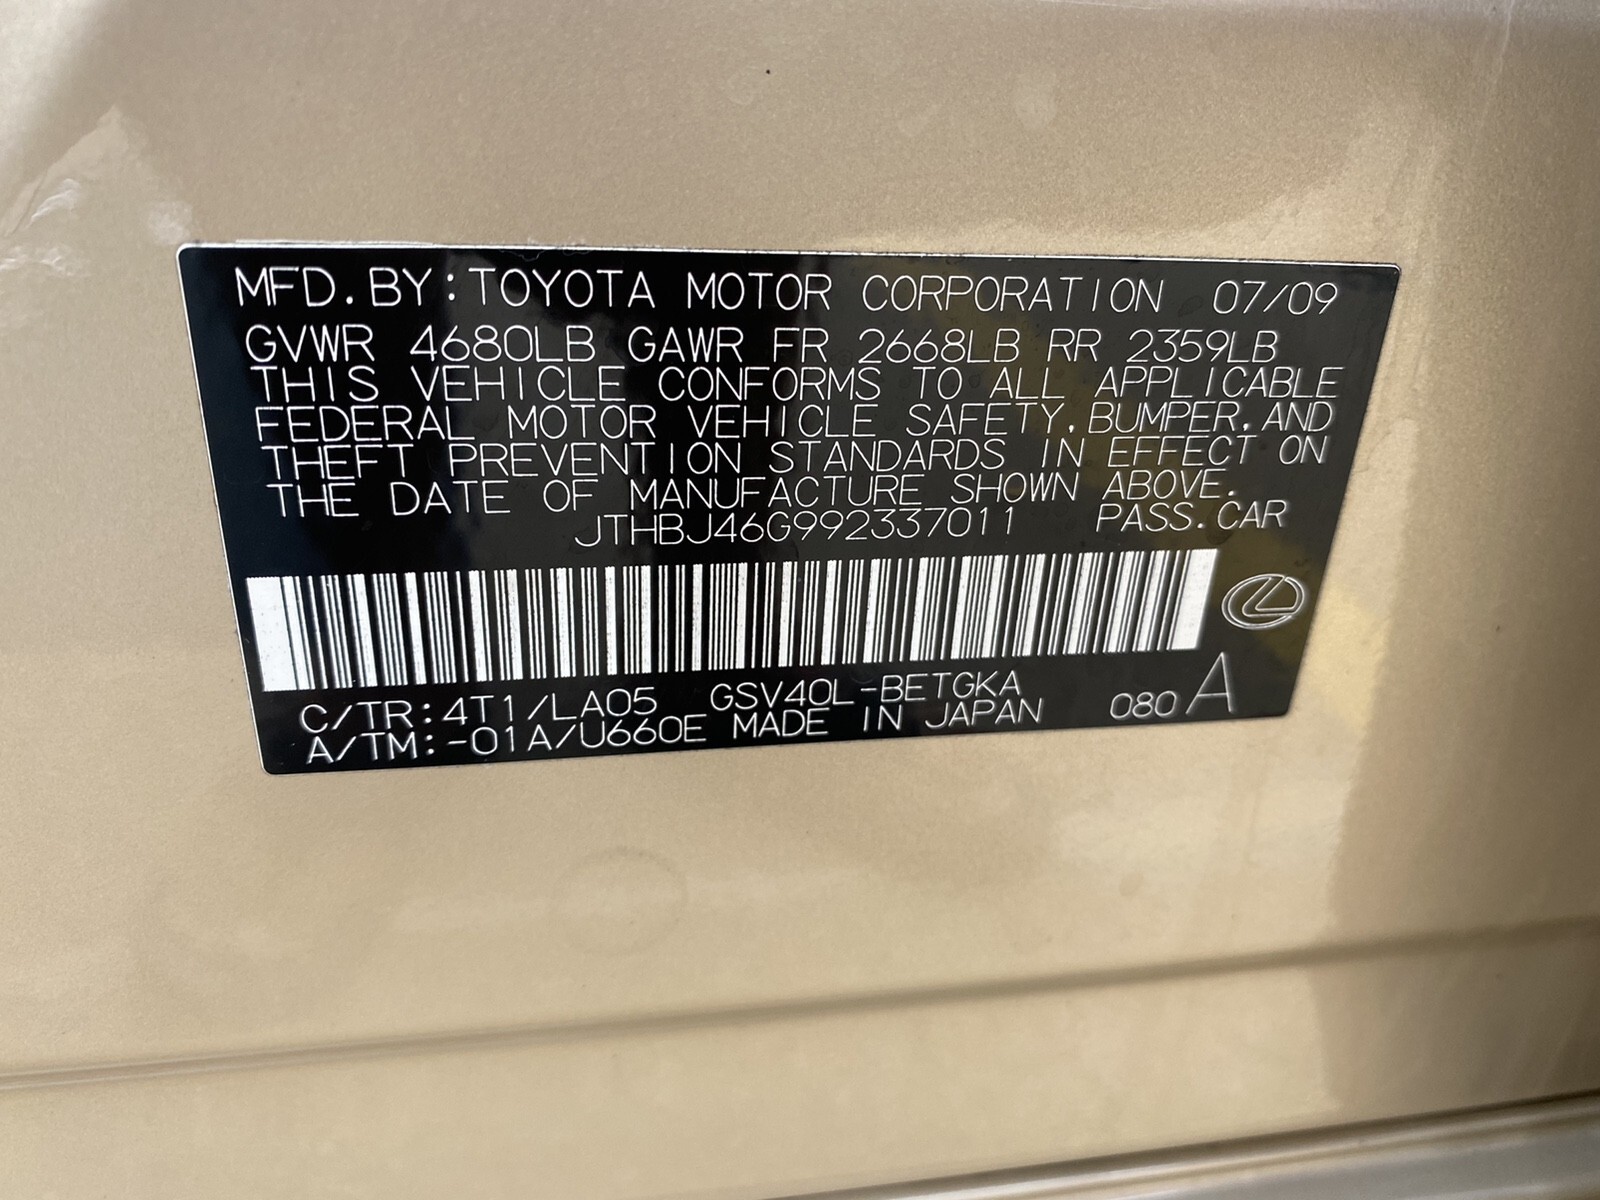 MFD. BY: TOYOTA MOTOR CORPORATION 07/09
GVWR 4680LB GAWR FR 2668LB RR 2359LB
THIS VEHICLE CONFORMS TO ALL APPLICABLE
FEDERAL MOTOR VEHICLE SAFETY, BUMPER, AND
THEFT PREVENTION STANDARDS IN EFFECT ON
THE DATE OF MANUFACTURE SHOWN ABOVE.
JTHBJ46G992337011 PASS. CAR
C/TR: 4T1/LA05 GSV40L-BETGKA
A/TM: -01A/U660E MADE IN JAPAN 080 A